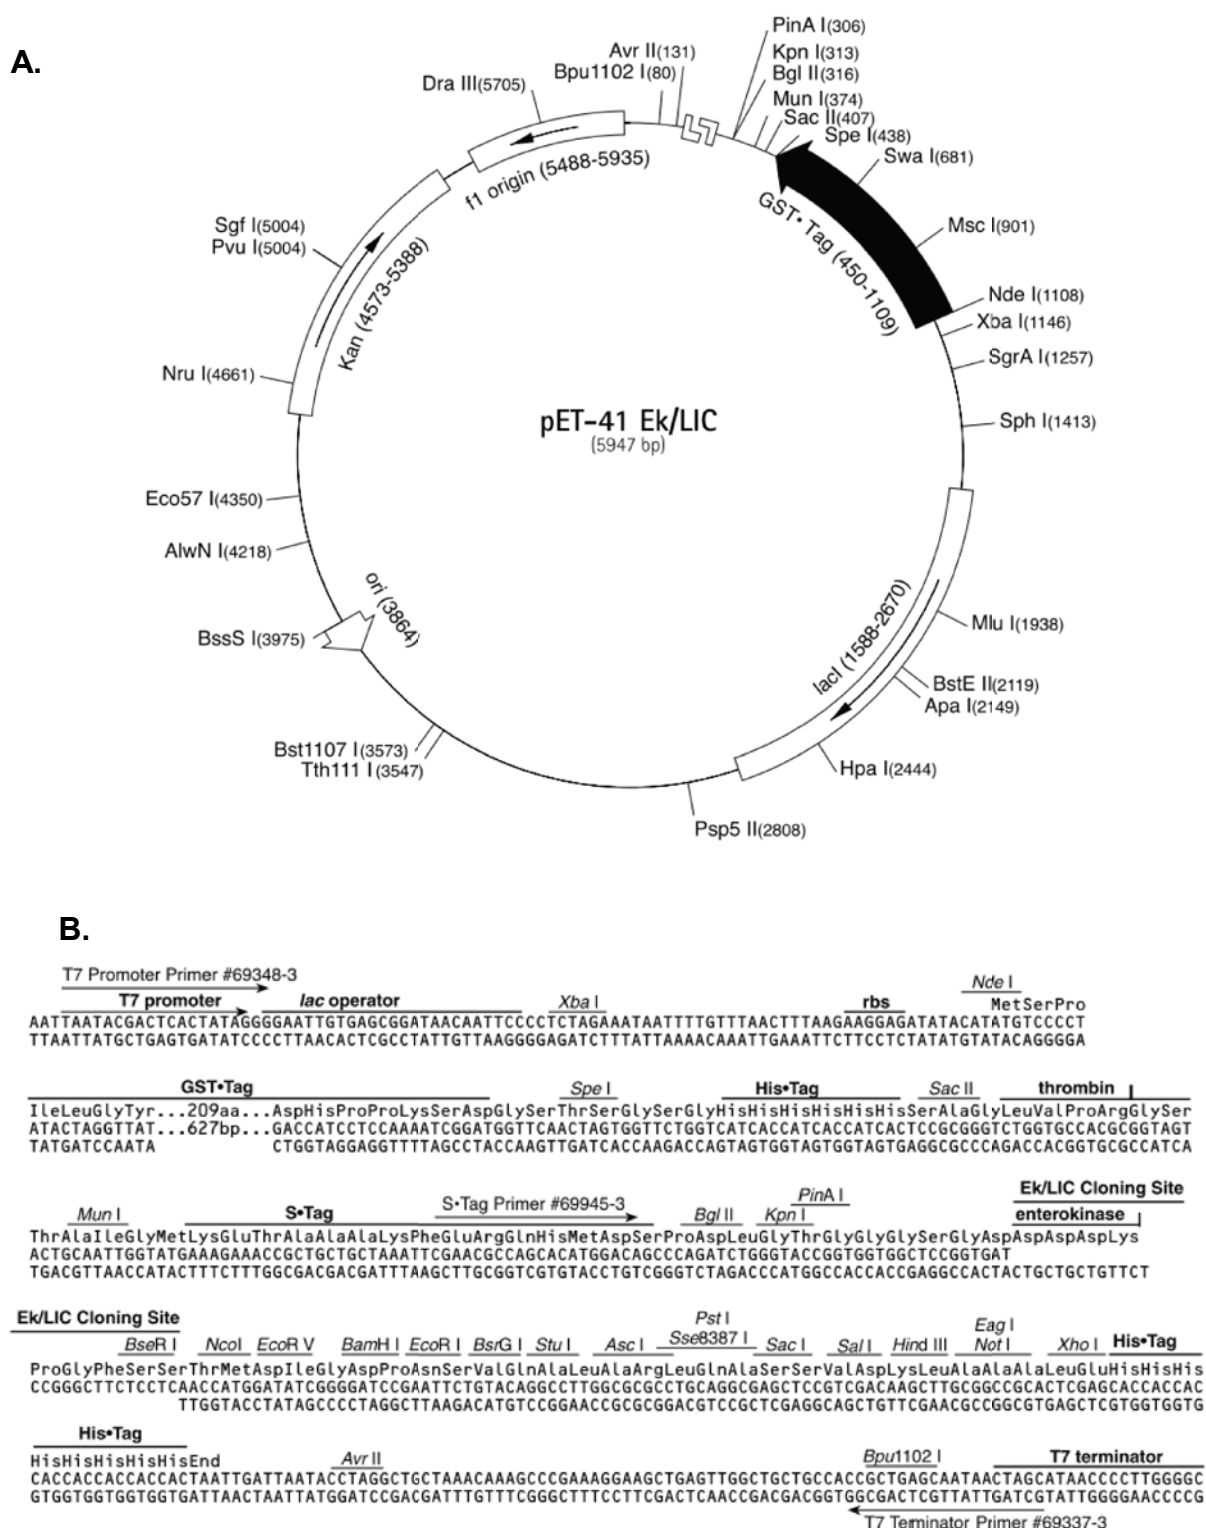 A.
PinA I(306)
Kpn I(313)
Bgl II(316)
Avr II(131)
Bpu1102 I(80)
Dra III(5705)
Mun I(374)
Sac II(407)
Spe I(438)
Swa I(681)
f1 origin (5488-5935)
GST•Tag (450-1109)
Sgf I(5004)
Pvu I(5004)
Msc I(901)
Kan (4573-5388)
Nde I(1108)
Xba I(1146)
SgrA I(1257)
Nru I(4661)
pET-41 Ek/LIC
(5947 bp)
Sph I(1413)
Eco57 I(4350)
AlwN I(4218)
ori (3864)
BssS I(3975)
lacI (1588-2670)
Mlu I(1938)
BstE II(2119)
Apa I(2149)
Bst1107 I(3573)
Tth111 I(3547)
Hpa I(2444)
Psp5 II(2808)
B.
T7 Promoter Primer #69348-3
T7 promoter lac operator Xba I rbs Nde I
MetSerPro
AATTAATACGACTCACTATAGGGGAATTGTGAGCGGATAACAATTCCCCTCTAGAAATAATTTTGTTTAACTTTAAGAAGGAGATATACATATGTCCCCT
TTAATTATGCTGAGTGATATCCCCTTAACACTCGCCTATTGTTAAGGGGAGATCTTTATTAAAACAAATTGAAATTCTTCCTCTATATGTATACAGGGGA
GST•Tag Spe I His•Tag Sac II thrombin
IleLeuGlyTyr...209aa...AspHisProProLysSerAspGlySerThrSerGlySerGlyHisHisHisHisHisHisSerAlaGlyLeuValProArgGlySer
ATACTAGGTTAT...627bp...GACCATCCTCCAAAATCGGATGGTTCAACTAGTGGTTCTGGTCATCACCATCACCATCACTCCGCGGGTCTGGTGCCACGCGGTAGT
TATGATCCAATA CTGGTAGGAGGTTTTAGCCTACCAAGTTGATCACCAAGACCAGTAGTGGTAGTGGTAGTGAGGCGCCCAGACCACGGTGCGCCATCA
Mun I S•Tag S•Tag Primer #69945-3 Bgl II Kpn I PinA I Ek/LIC Cloning Site
enterokinase
ThrAlaIleGlyMetLysGluThrAlaAlaAlaLysPheGluArgGlnHisMetAspSerProAspLeuGlyThrGlyGlyGlySerGlyAspAspAspAspLys
ACTGCAATTGGTATGAAAGAAACCGCTGCTGCTAAATTCGAACGCCAGCACATGGACAGCCCAGATCTGGGTACCGGTGGTGGCTCCGGTGAT
TGACGTTAACCATACTTTCTTTGGCGACGACGATTTAAGCTTGCGGTCGTGTACCTGTCGGGTCTAGACCCATGGCCACCACCGAGGCCACTACTGCTGCTGTTCT
Ek/LIC Cloning Site
BseR I NcoI EcoR V BamH I EcoR I BsrG I Stu I Asc I Pst I Sse8387 I Sac I Sal I Hind III Eag I Not I Xho I His•Tag
ProGlyPheSerSerThrMetAspIleGlyAspProAsnSerValGlnAlaLeuAlaArgLeuGlnAlaSerSerValAspLysLeuAlaAlaAlaLeuGluHisHisHis
CCGGGCTTCTCCTCAACCATGGATATCGGGGATCCGAATTCTGTACAGGCCTTGGCGCGCCTGCAGGCGAGCTCCGTCGACAAGCTTGCGGCCGCACTCGAGCACCACCAC
TTGGTACCTATAGCCCCTAGGCTTAAGACATGTCCGGAACCGCGCGGACGTCCGCTCGAGGCAGCTGTTCGAACGCCGGCGTGAGCTCGTGGTGGTG
His•Tag
HisHisHisHisHisEnd Avr II Bpu1102 I T7 terminator
CACCACCACCACCACTAATTGATTAATACCTAGGCTGCTAAACAAAGCCCGAAAGGAAGCTGAGTTGGCTGCTGCCACCGCTGAGCAATAACTAGCATAACCCCTTGGGGC
GTGGTGGTGGTGGTGATTAACTAATTATGGATCCGACGATTTGTTTCGGGCTTTCCTTCGACTCAACCGACGACGGTGGCGACTCGTTATTGATCGTATTGGGGAACCCCG
T7 Terminator Primer #69337-3